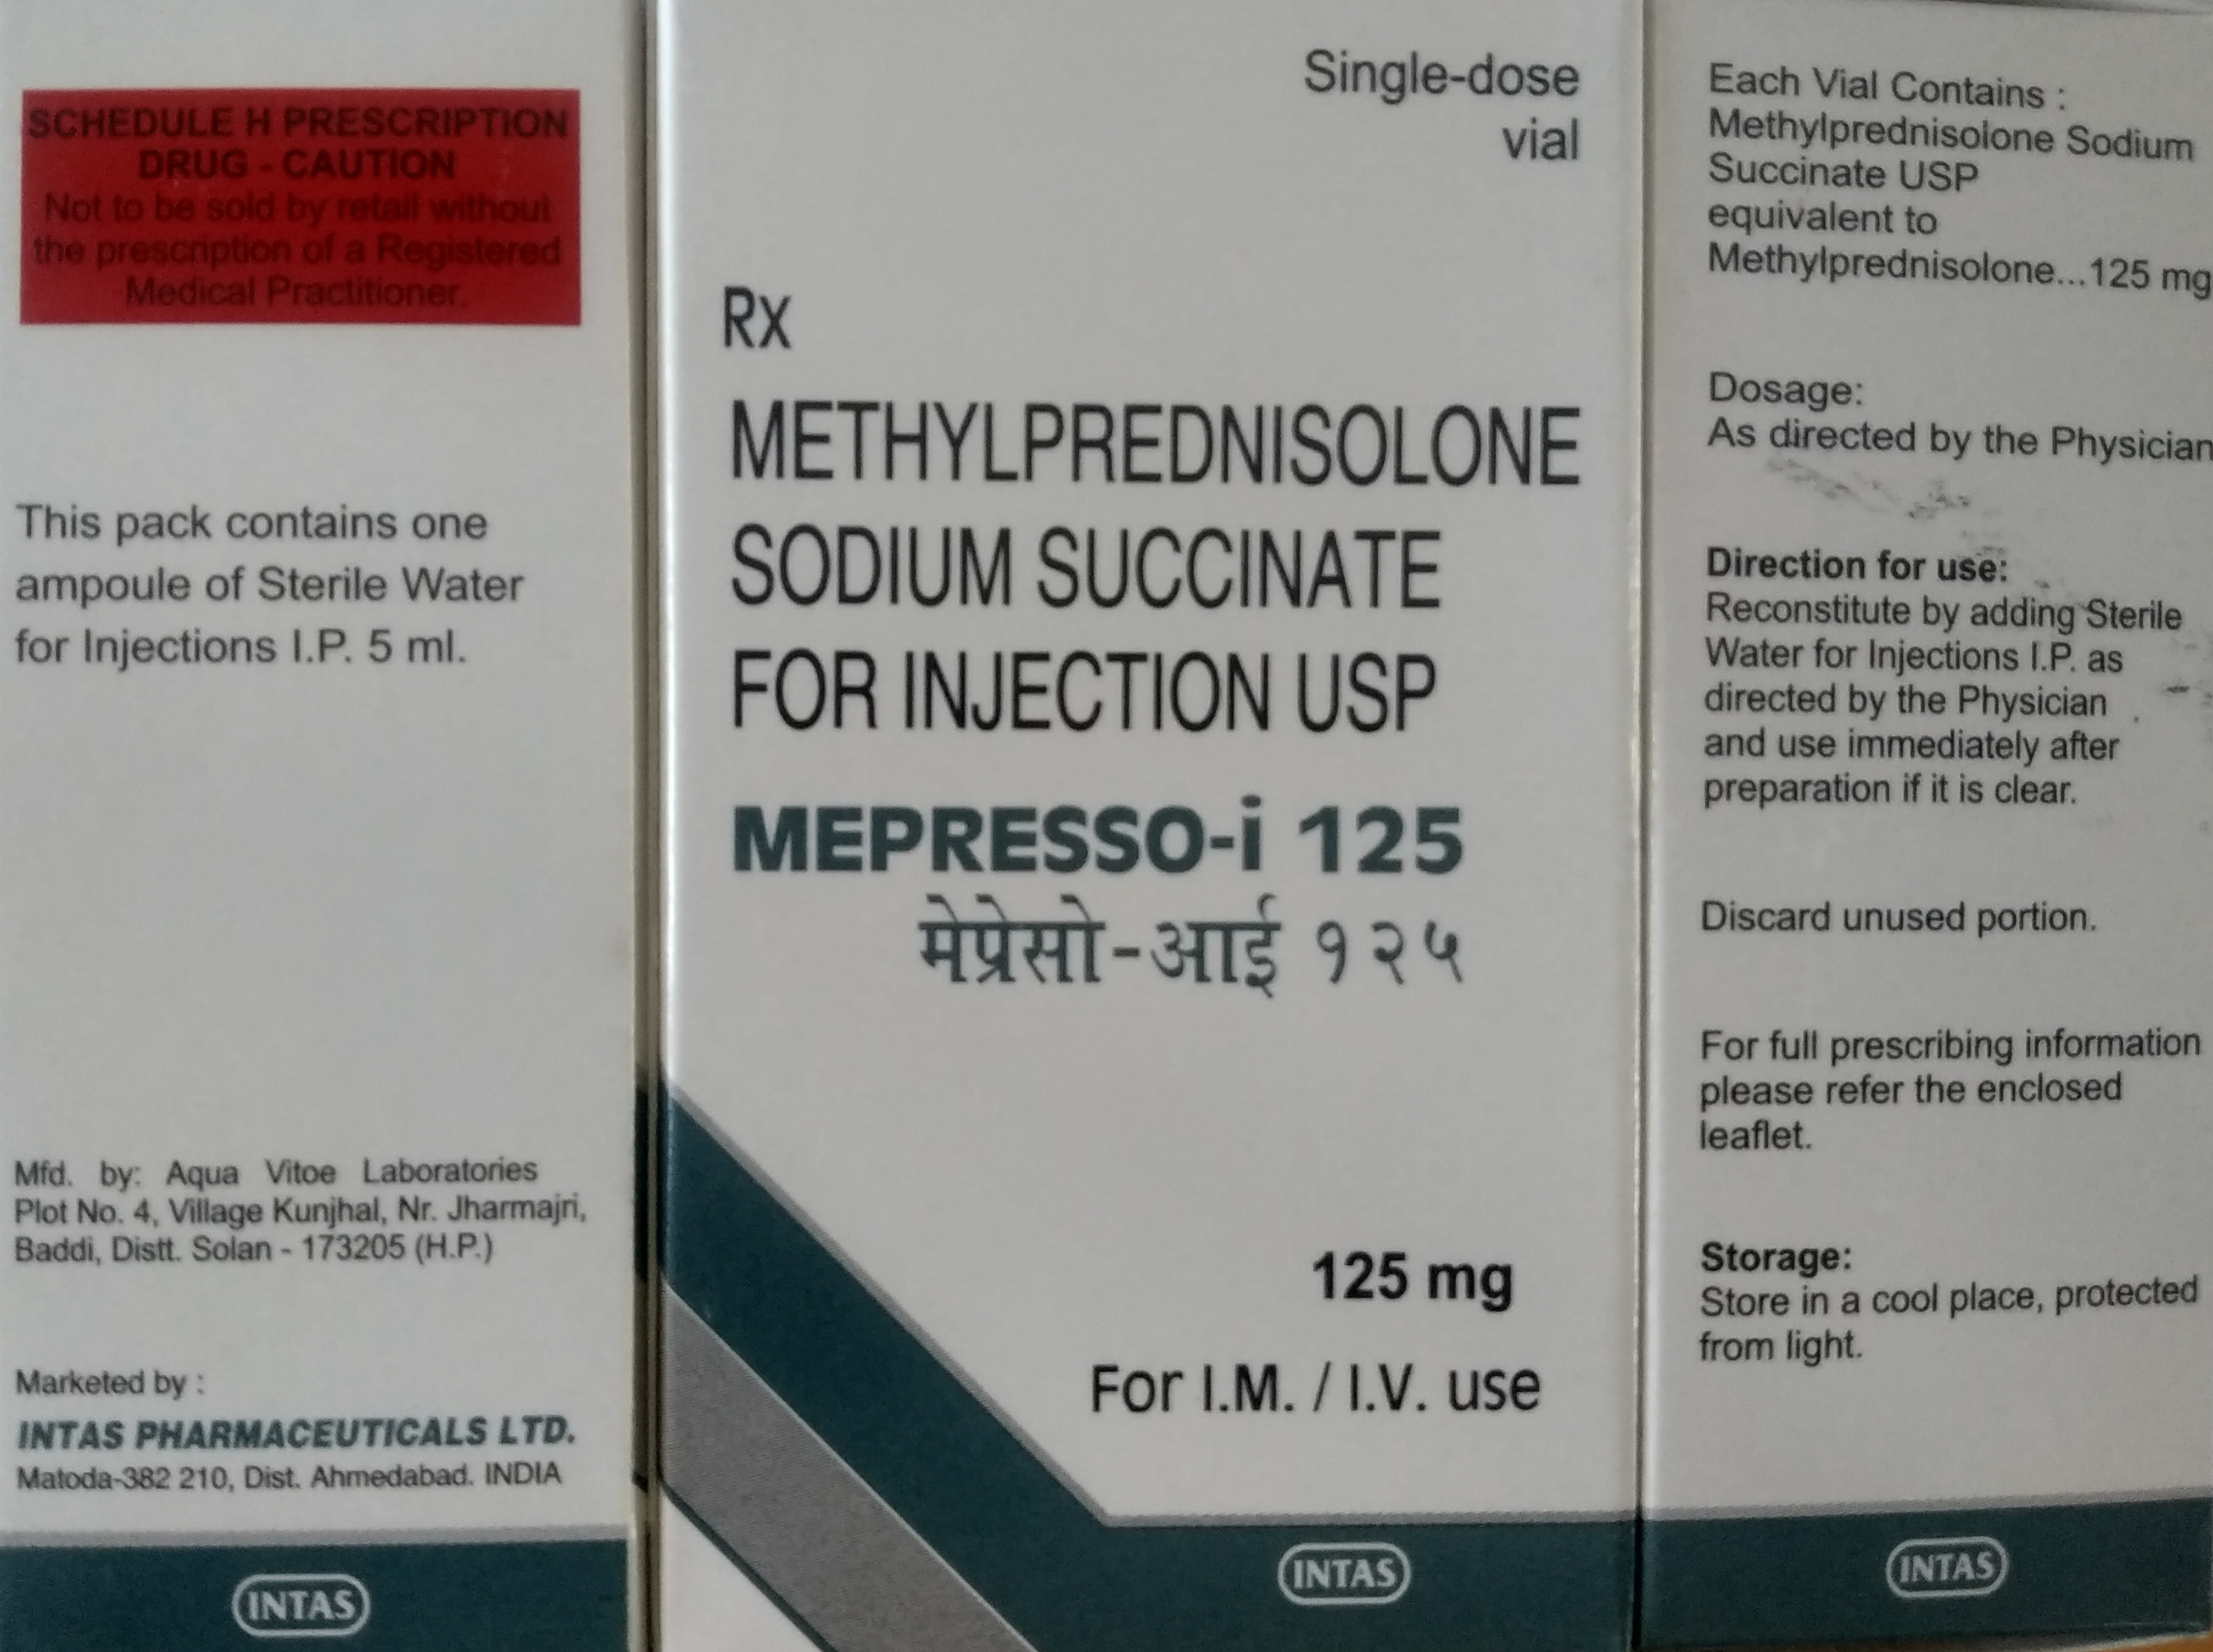 SCHEDULE H PRESCRIPTION
DRUG - CAUTION
Not to be sold by retail without
the prescription of a Registered
Medical Practitioner.
This pack contains one
ampoule of Sterile Water
for Injections I.P. 5 ml.
Mfd. by: Aqua Vitoe Laboratories
Plot No. 4, Village Kunjhal, Nr. Jharmajri,
Baddi, Distt. Solan - 173205 (H.P.)
Marketed by :
INTAS PHARMACEUTICALS LTD.
Matoda-382 210, Dist. Ahmedabad. INDIA
INTAS
Single-dose
vial
Rx
METHYLPREDNISOLONE
SODIUM SUCCINATE
FOR INJECTION USP
MEPRESSO-i 125
मेप्रेसो-आई १२५
125 mg
For I.M. / I.V. use
INTAS
Each Vial Contains :
Methylprednisolone Sodium
Succinate USP
equivalent to
Methylprednisolone...125 mg
Dosage:
As directed by the Physician
Direction for use:
Reconstitute by adding Sterile
Water for Injections I.P. as
directed by the Physician
and use immediately after
preparation if it is clear.
Discard unused portion.
For full prescribing information
please refer the enclosed
leaflet.
Storage:
Store in a cool place, protected
from light.
INTAS